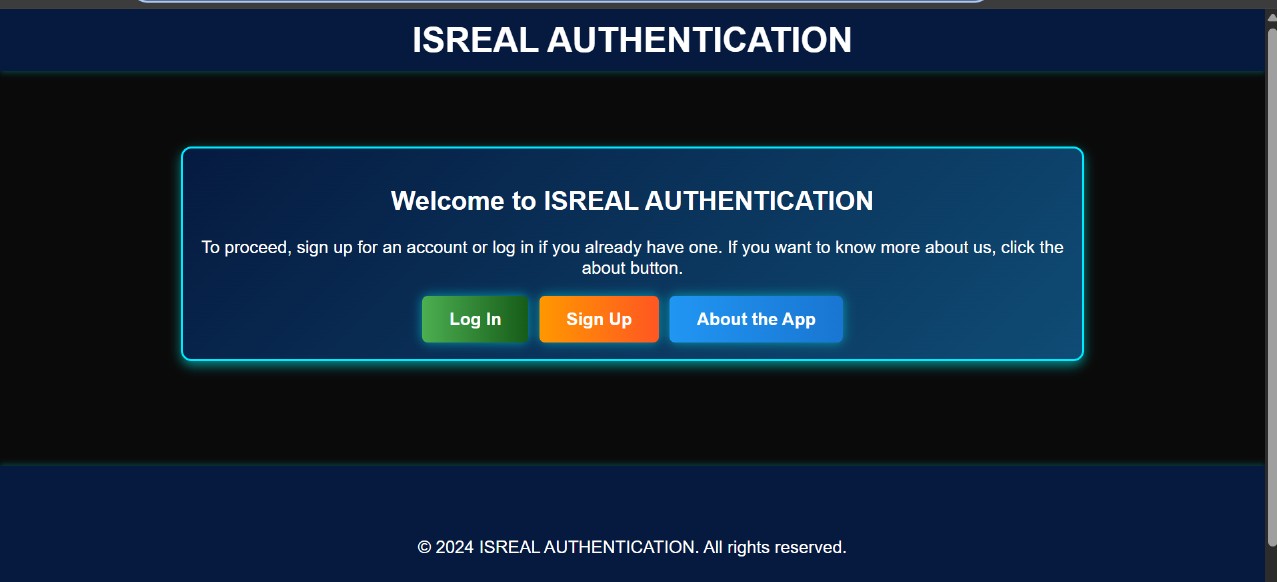 ISREAL AUTHENTICATION
Welcome to ISREAL AUTHENTICATION
To proceed, sign up for an account or log in if you already have one. If you want to know more about us, click the
about button.
Log In
Sign Up
About the App
© 2024 ISREAL AUTHENTICATION. All rights reserved.